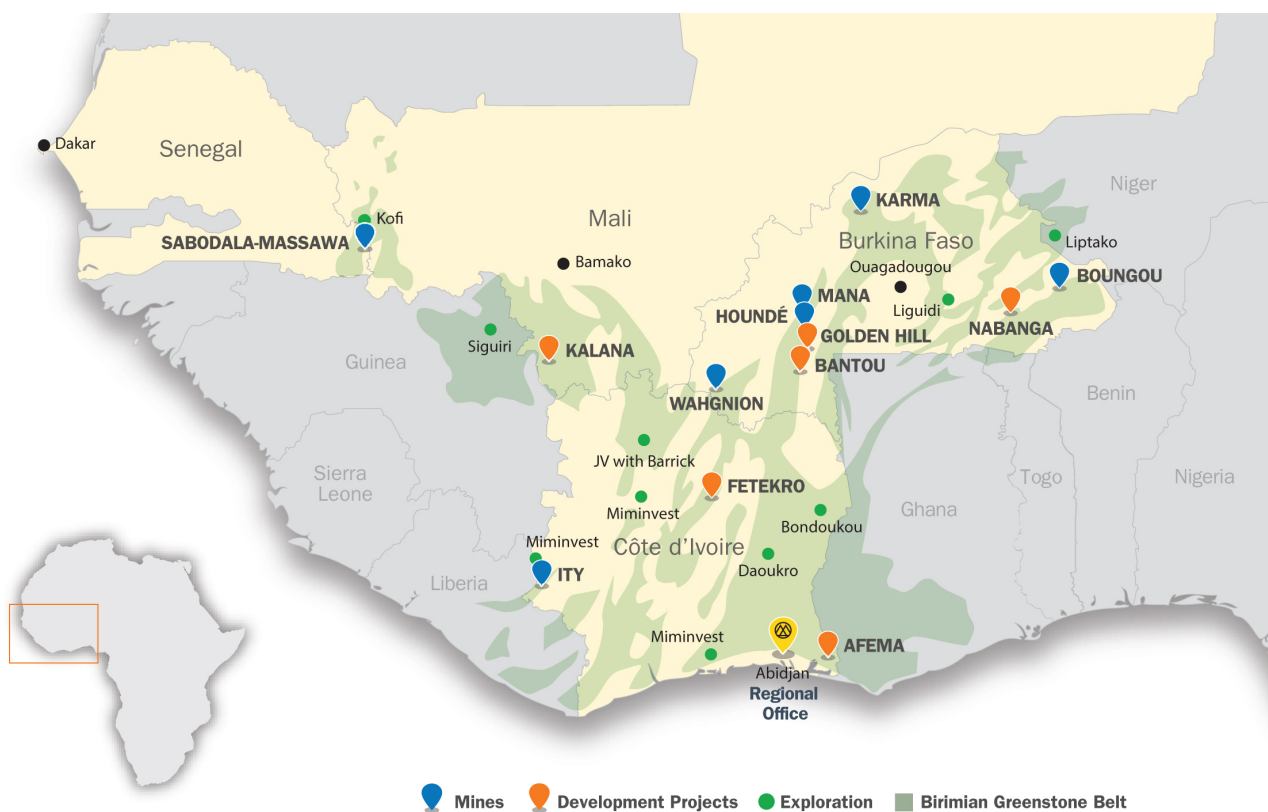 Dakar
Senegal
Niger
Kofi
KARMA
Mali
SABODALA-MASSAWA
Burkina Faso
Liptako
Bamako
Ouagadougou
BOUNGOU
MANA
Liguidi
HOUNDÉ
NABANGA
GOLDEN HILL
Siguiri
KALANA
Guinea
BANTOU
Benin
WAHGNION
JV with Barrick
Sierra
Leone
FETEKRO
Togo
Nigeria
Miminvest
Ghana
Bondoukou
Miminvest
Côte d'Ivoire
Daoukro
ITY
Liberia
Miminvest
AFEMA
Abidjan
Regional
Office
Mines
Development Projects
Exploration
Birimian Greenstone Belt